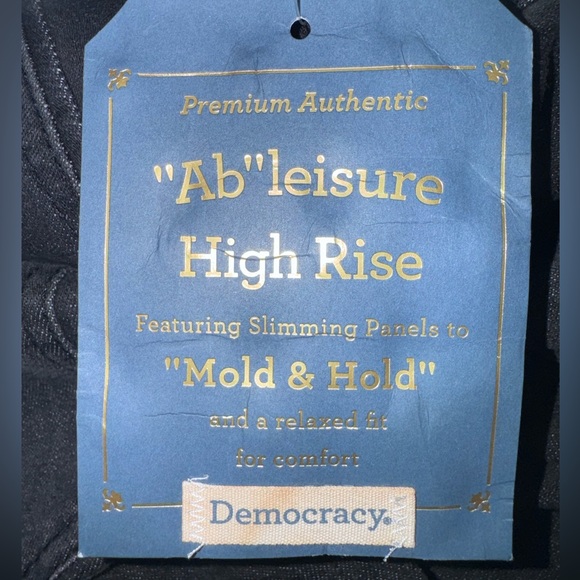 Premium Authentic
"Ab"leisure
High Rise
Featuring Slimming Panels to
"Mold & Hold"
and a relaxed fit
for comfort
Democracy®